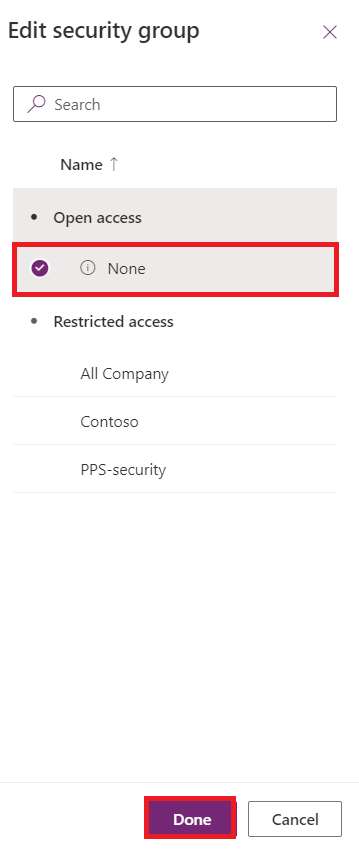 Edit security group
Search
Name ↑
• Open access
None
• Restricted access
All Company
Contoso
PPS-security
Done
Cancel